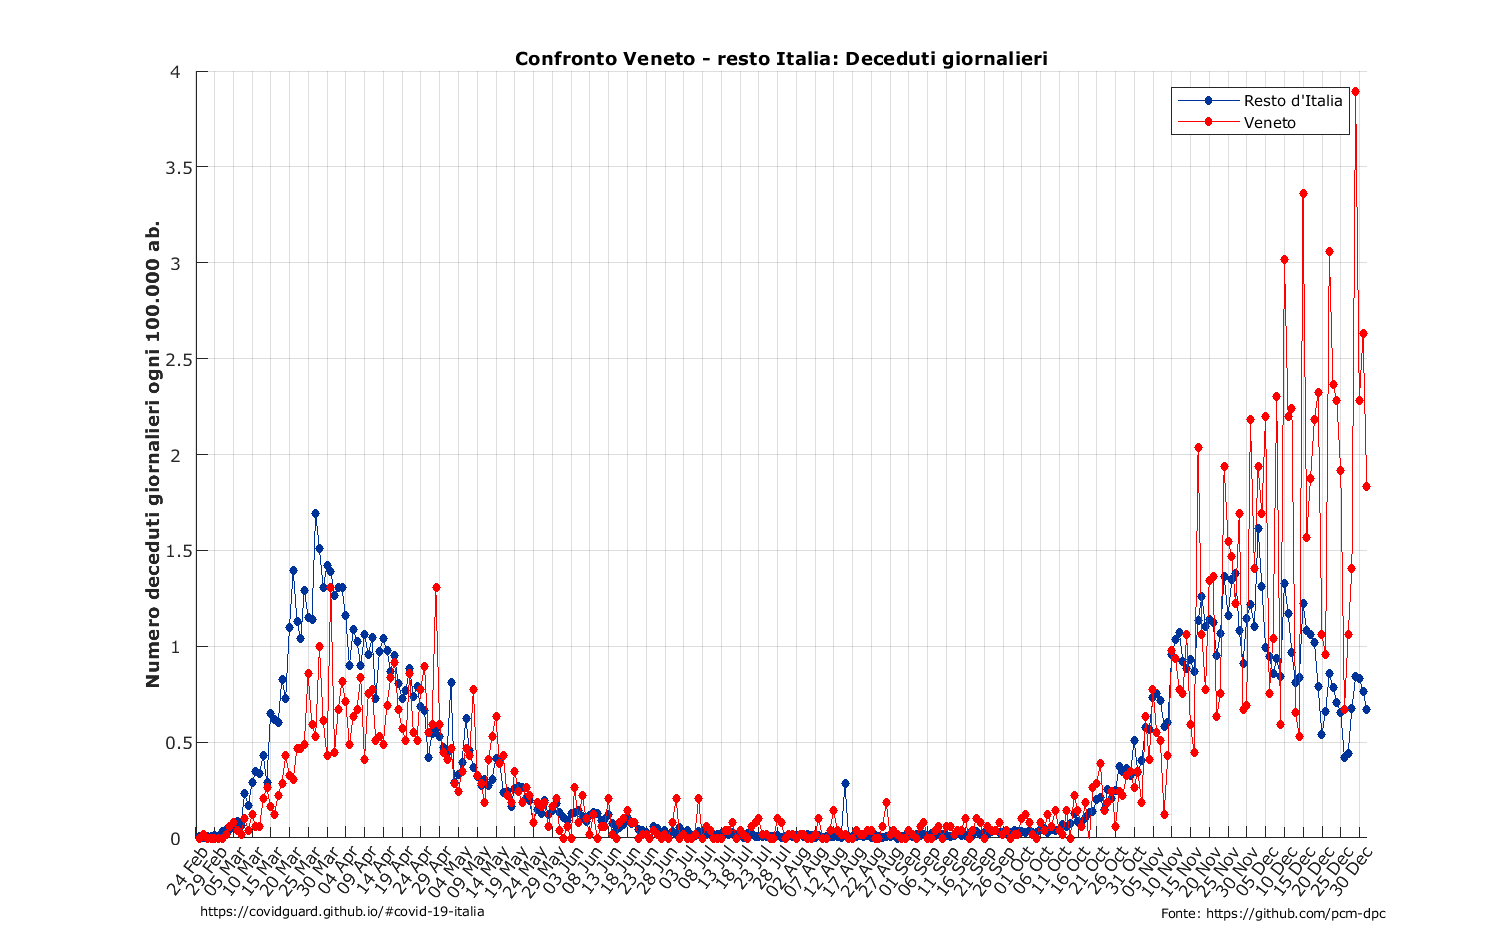 Confronto Veneto - resto Italia: Deceduti giornalieri
Resto d'Italia
Veneto
Numero deceduti giornalieri ogni 100.000 ab.
4
3.5
3
2.5
2
1.5
1
0.5
0
24 Feb
29 Feb
05 Mar
10 Mar
15 Mar
20 Mar
25 Mar
30 Mar
04 Apr
09 Apr
14 Apr
19 Apr
24 Apr
29 Apr
04 May
09 May
14 May
19 May
24 May
29 May
03 Jun
08 Jun
13 Jun
18 Jun
23 Jun
28 Jun
03 Jul
08 Jul
13 Jul
18 Jul
23 Jul
28 Jul
02 Aug
07 Aug
12 Aug
17 Aug
22 Aug
27 Aug
01 Sep
06 Sep
11 Sep
16 Sep
21 Sep
26 Sep
01 Oct
06 Oct
11 Oct
16 Oct
21 Oct
26 Oct
31 Oct
05 Nov
10 Nov
15 Nov
20 Nov
25 Nov
30 Nov
05 Dec
10 Dec
15 Dec
20 Dec
25 Dec
30 Dec
https://covidguard.github.io/#covid-19-italia
Fonte: https://github.com/pcm-dpc